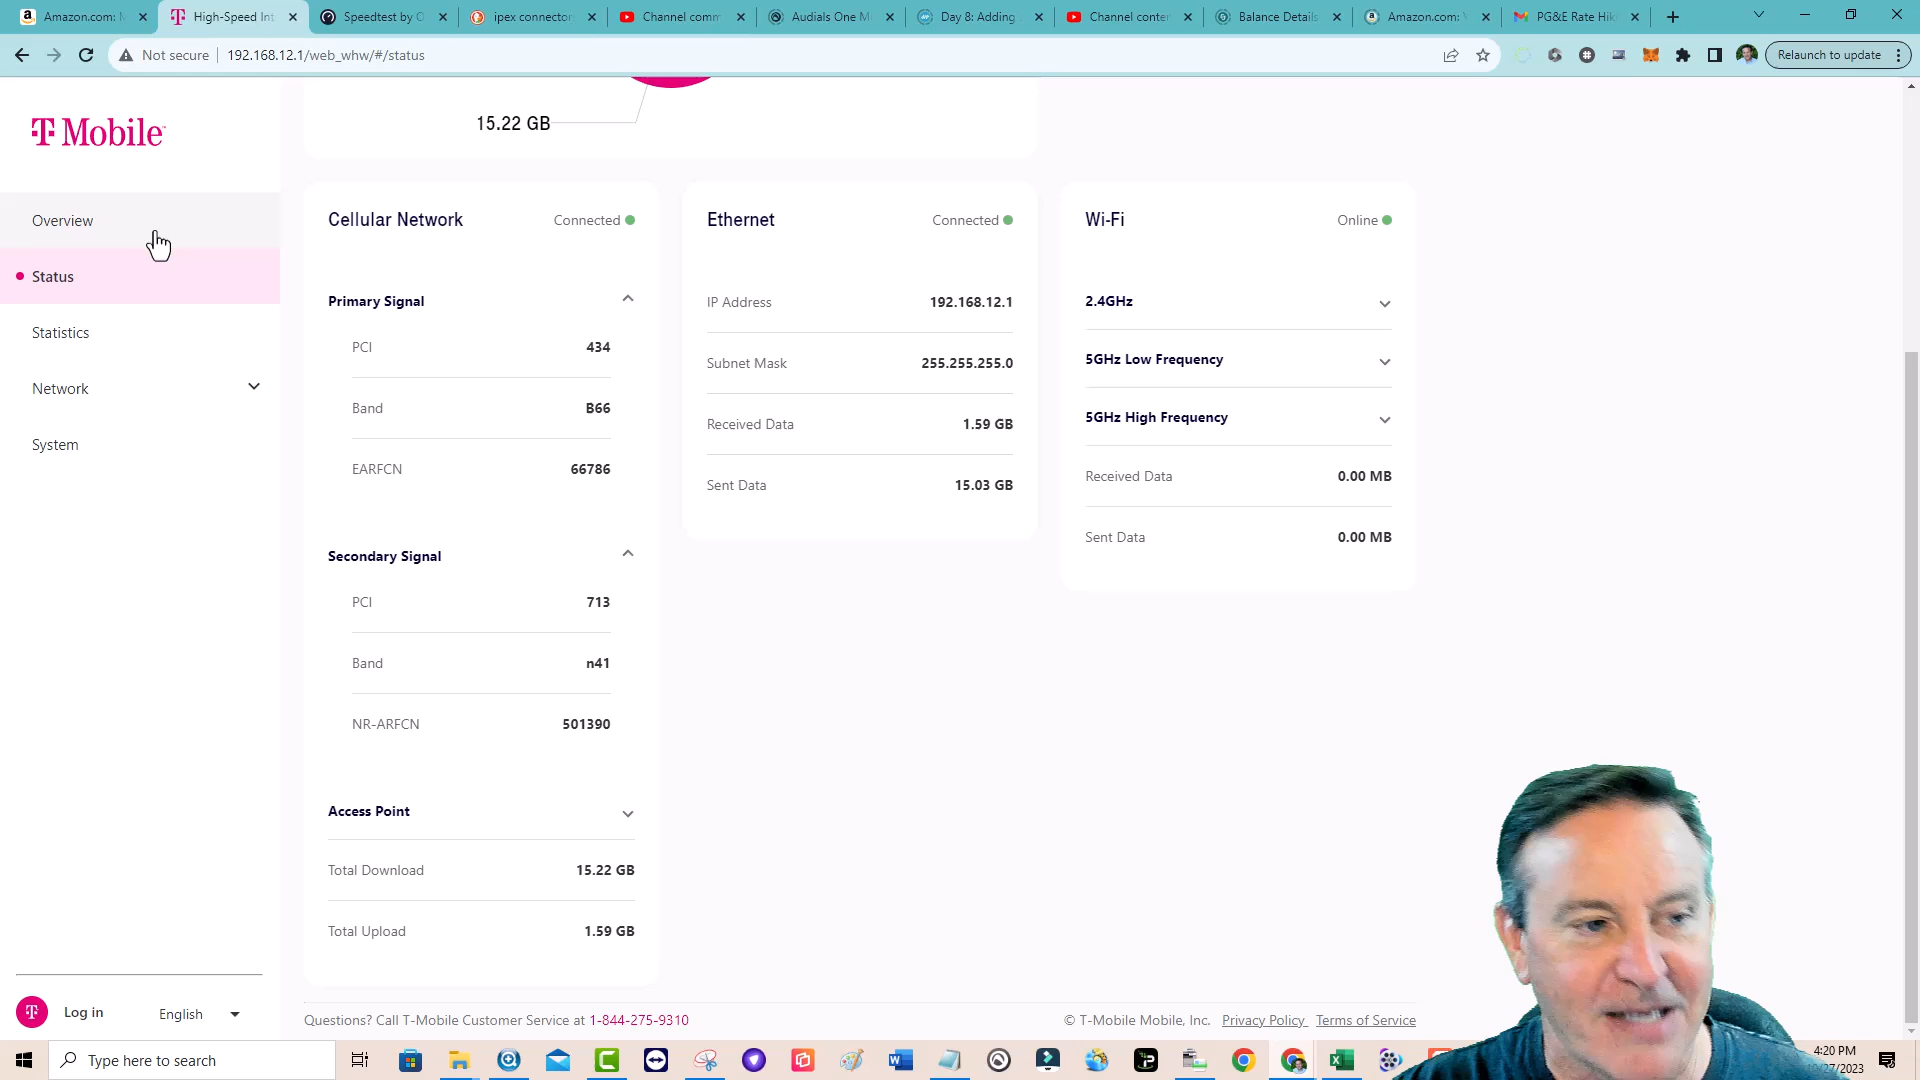 Amazon.com: M
High-Speed Int
Speedtest by O
ipex connector
Channel comm
Audials One M
Day 8: Adding
Channel conten
Balance Details
Amazon.com: Y
PG&E Rate Hik
Not secure
192.168.12.1/web_whw/#/status
Relaunch to update
T Mobile
Overview
Status
Statistics
Network
System
Log in
English
15.22 GB
Cellular Network
Connected
Primary Signal
PCI
434
Band
B66
EARFCN
66786
Secondary Signal
PCI
713
Band
n41
NR-ARFCN
501390
Access Point
Total Download
15.22 GB
Total Upload
1.59 GB
Ethernet
Connected
IP Address
192.168.12.1
Subnet Mask
255.255.255.0
Received Data
1.59 GB
Sent Data
15.03 GB
Wi-Fi
Online
2.4GHz
5GHz Low Frequency
5GHz High Frequency
Received Data
0.00 MB
Sent Data
0.00 MB
Questions? Call T-Mobile Customer Service at 1-844-275-9310
© T-Mobile Mobile, Inc.
Privacy Policy
Terms of Service
Type here to search
4:20 PM
/27/2023